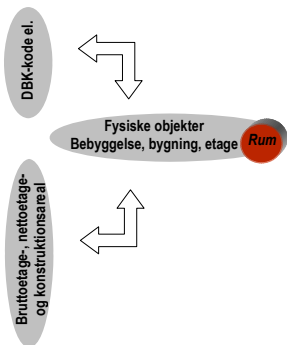 DBK-kode el.
Fysiske objekter
Bebyggelse, bygning, etage
Rum
Bruttoetage-, nettoetage-
og konstruktionsareal